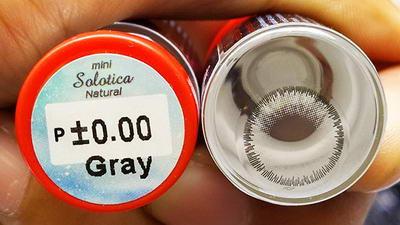 mini
Solotica
Natural
P ±0.00
Gray